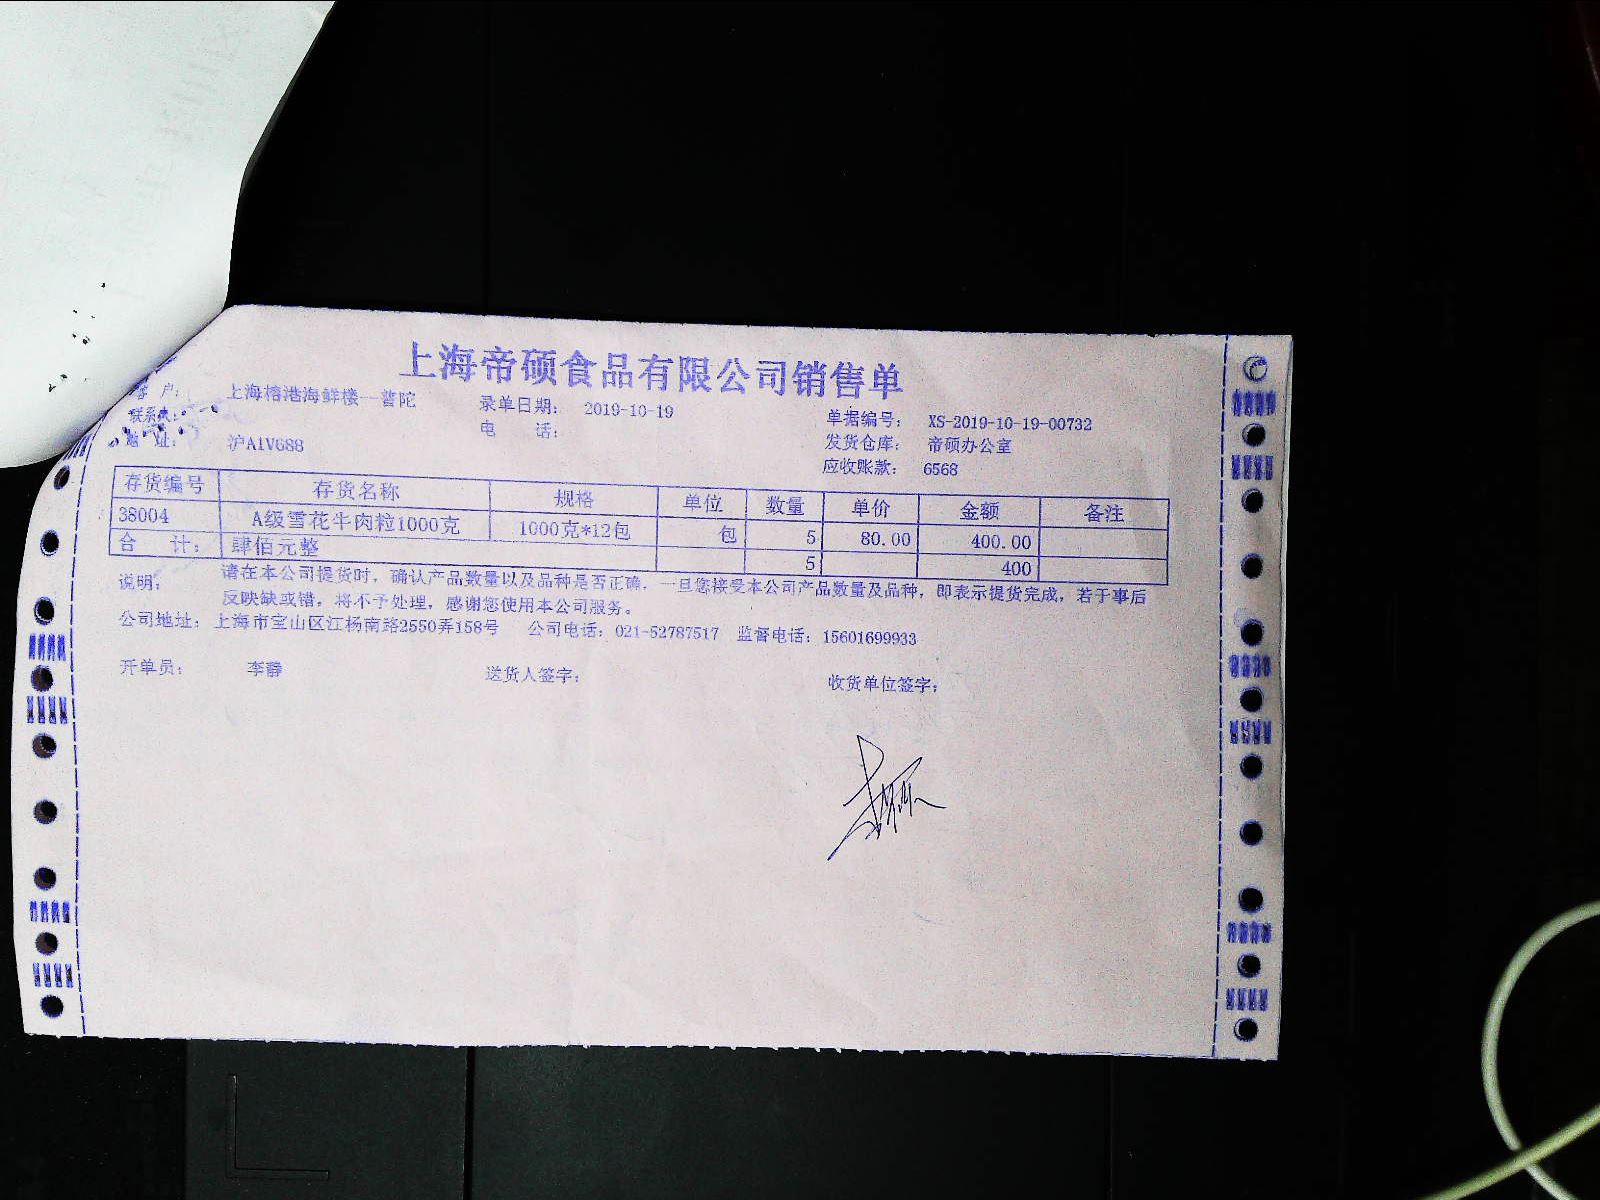 上海帝硕食品有限公司销售单
客 户: 上海榕港海鲜楼--普陀 录单日期: 2019-10-19 单据编号: XS-2019-10-19-00732
联系人: 电 话: 发货仓库: 帝硕办公室
地 址: 沪A1VG88 应收账款: 6568
存货编号 存货名称 规格 单位 数量 单价 金额 备注
38004 A级雪花牛肉粒1000克 1000克*12包 包 5 80.00 400.00
合 计: 肆佰元整 5 400
说明: 请在本公司提货时，确认产品数量以及品种是否正确，一旦您接受本公司产品数量及品种，即表示提货完成，若于事后
反映缺或错，将不予处理，感谢您使用本公司服务。
公司地址: 上海市宝山区江杨南路2550弄158号 公司电话: 021-52787517 监督电话: 15601699933
开单员: 李静 送货人签字: 收货单位签字: